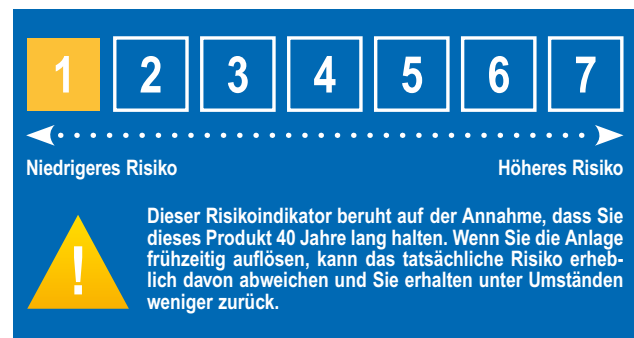 1 2 3 4 5 6 7
Niedrigeres Risiko Höheres Risiko
!
Dieser Risikoindikator beruht auf der Annahme, dass Sie
dieses Produkt 40 Jahre lang halten. Wenn Sie die Anlage
frühzeitig auflösen, kann das tatsächliche Risiko erheb-
lich davon abweichen und Sie erhalten unter Umständen
weniger zurück.